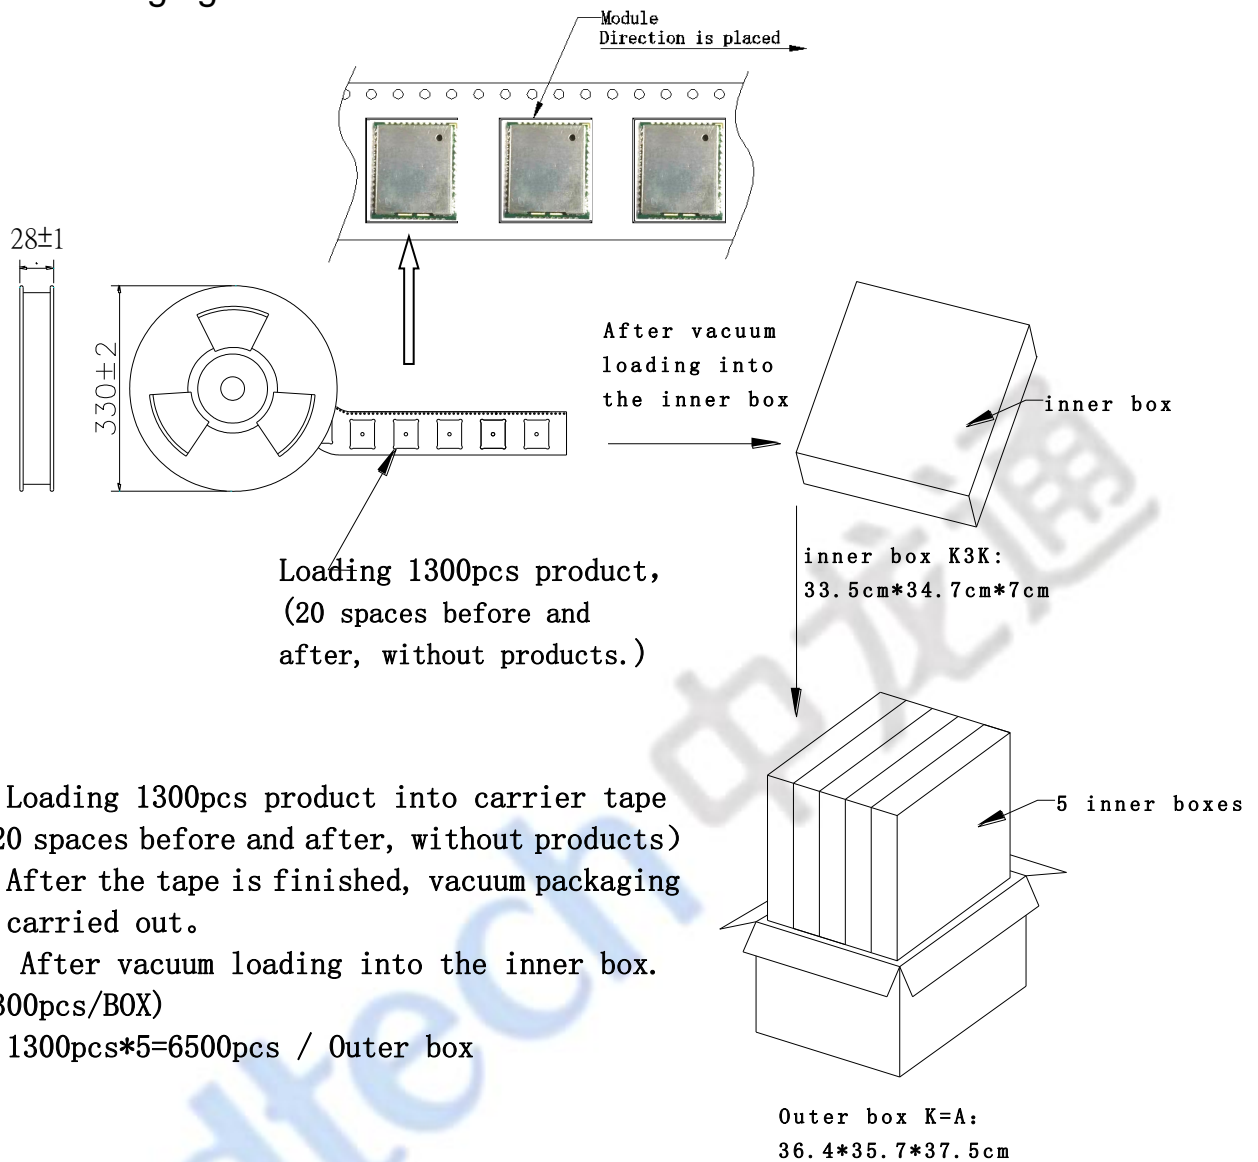 Module
Direction is placed
28±1
330±2
After vacuum
loading into
the inner box
inner box
Loading 1300pcs product,
(20 spaces before and
after, without products.)
inner box K3K:
33.5cm*34.7cm*7cm
5 inner boxes
Loading 1300pcs product into carrier tape
20 spaces before and after, without products)
After the tape is finished, vacuum packaging
carried out。
After vacuum loading into the inner box.
300pcs/BOX)
1300pcs*5=6500pcs / Outer box
Outer box K=A:
36.4*35.7*37.5cm
中龙通
dtech